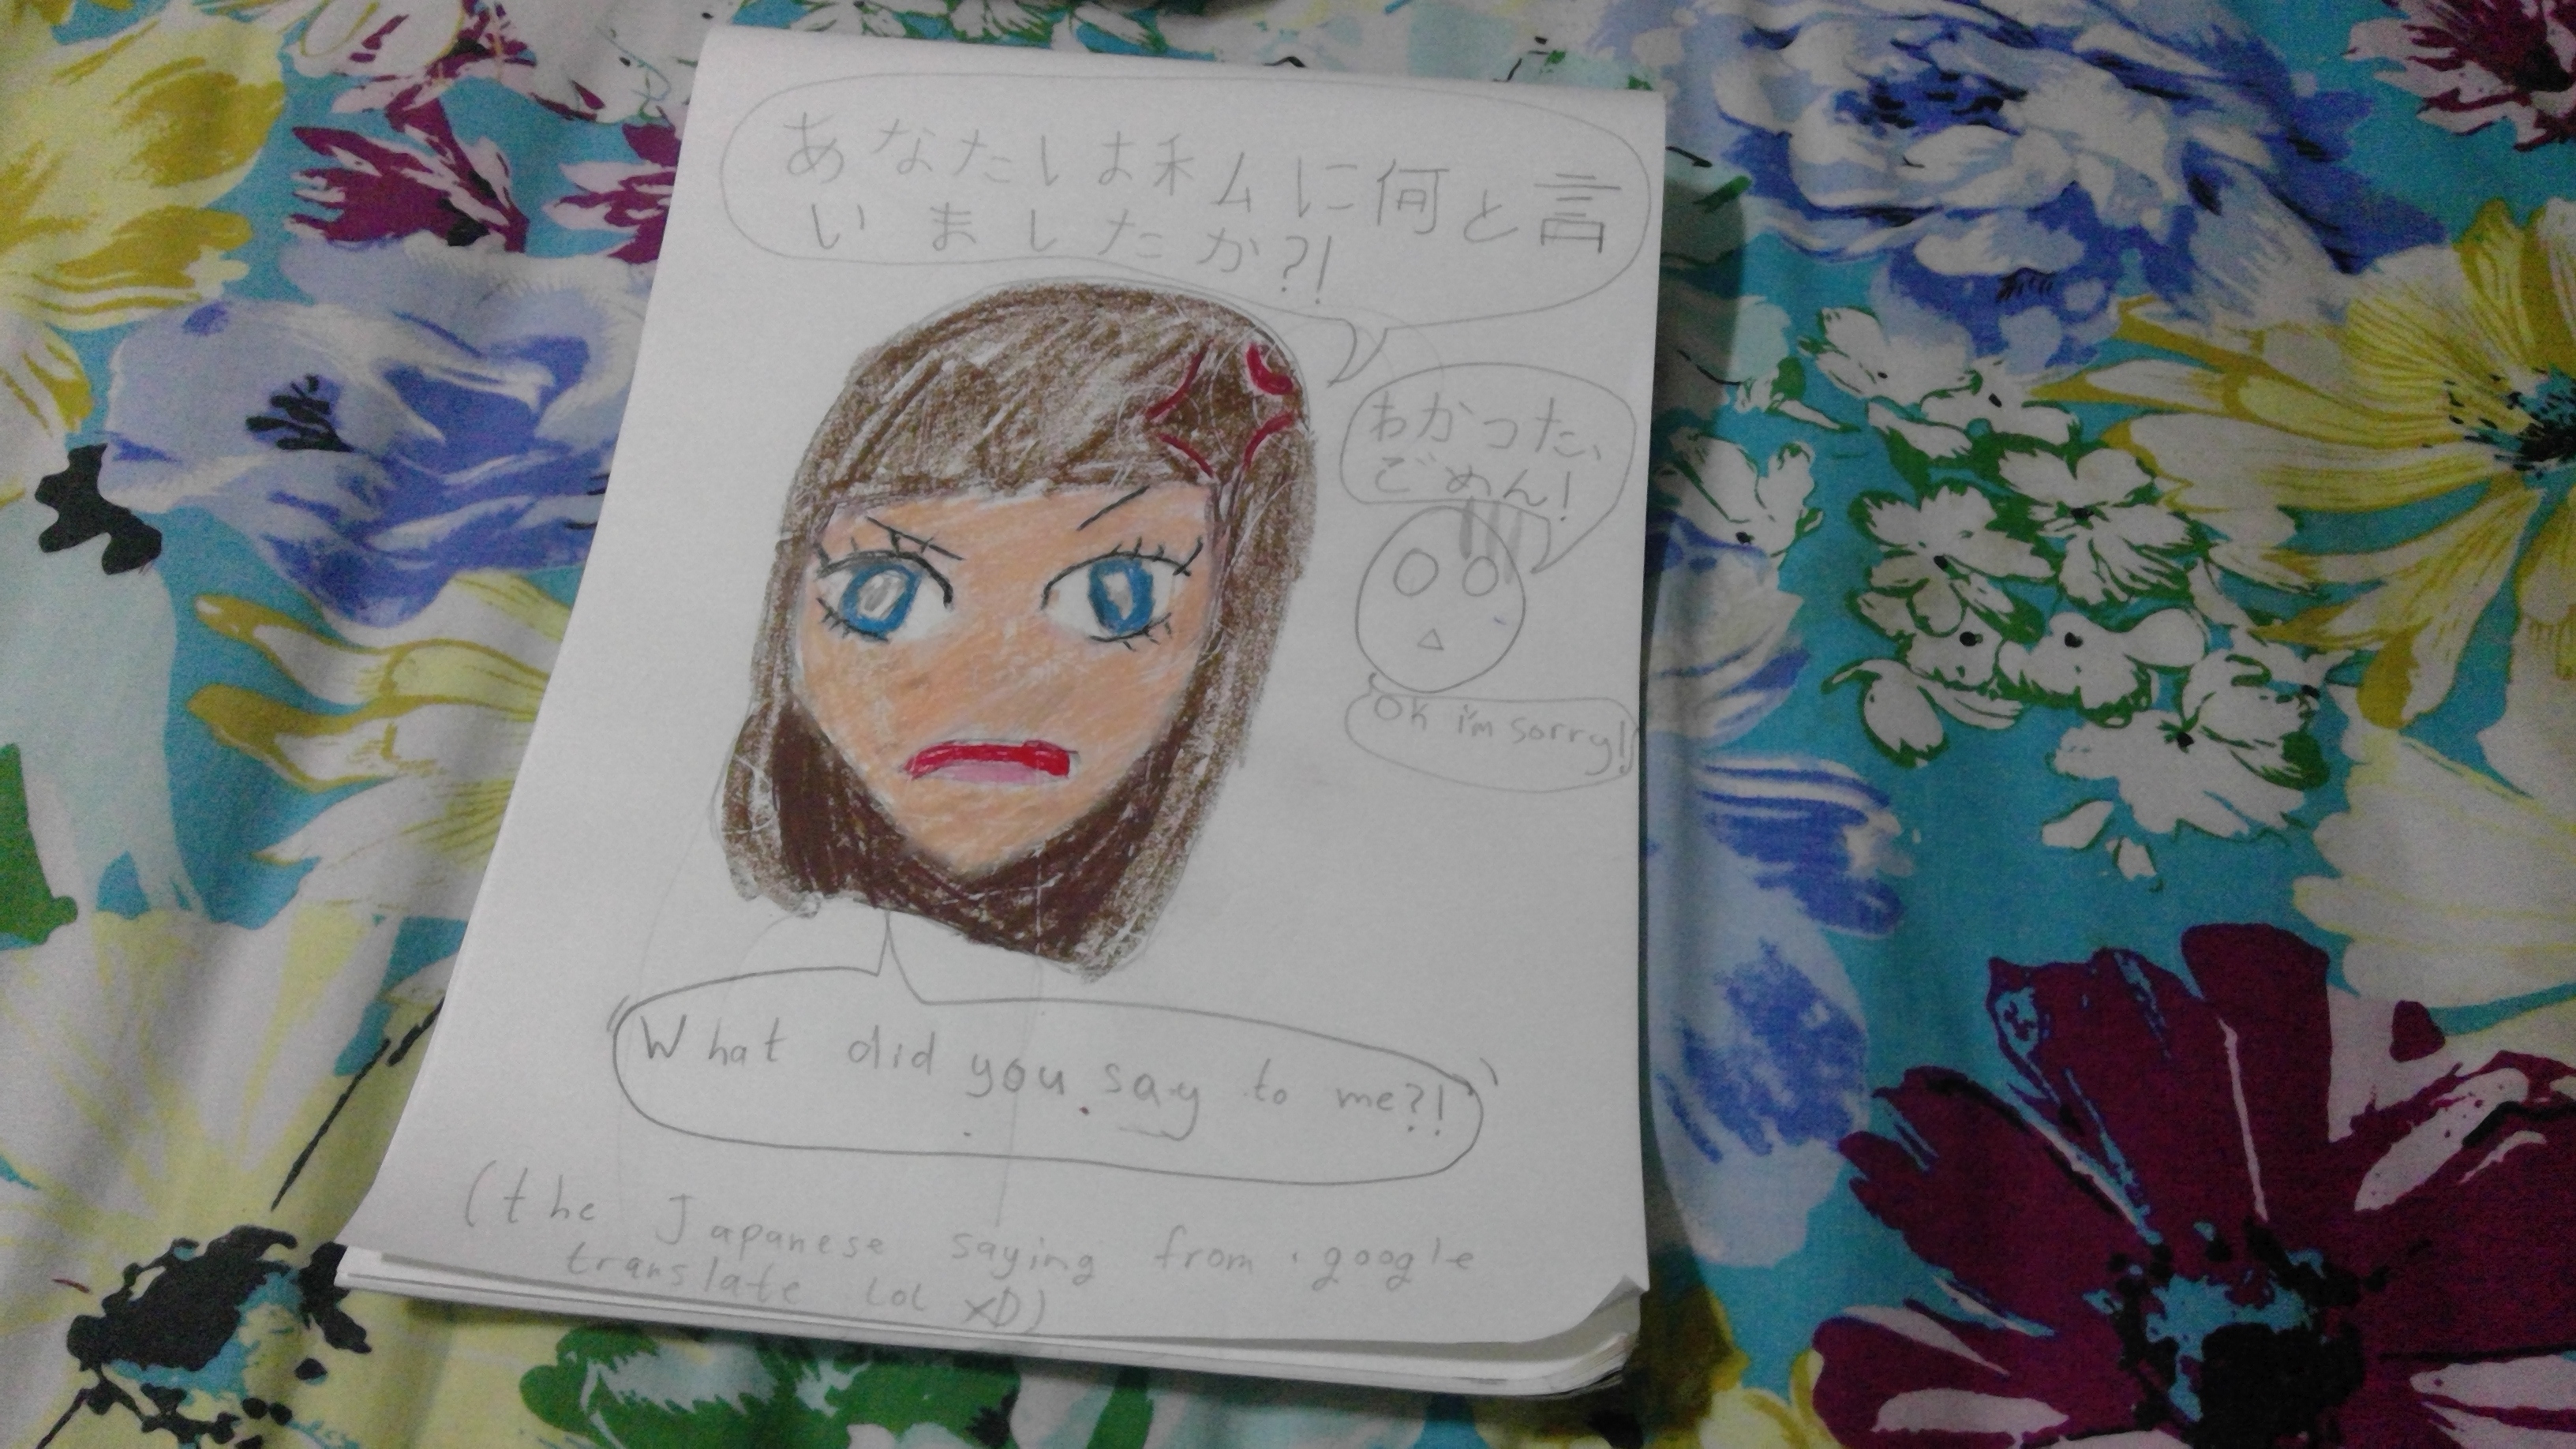 あなたは私に何と言
いましたか?!
わかった、
ごめん!
Ok i'm sorry!
What did you say to me?!
(the Japanese saying from google
translate lol xD)